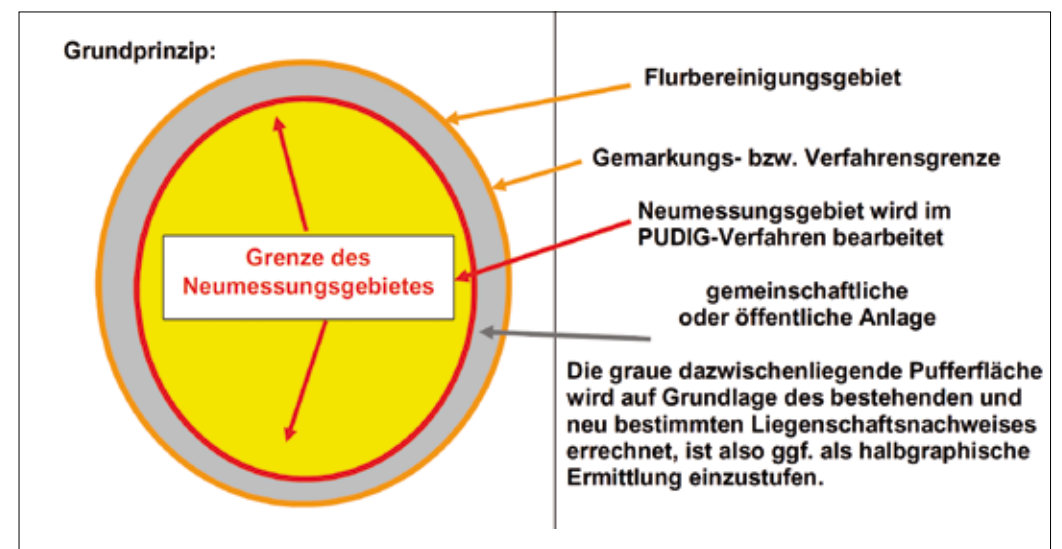 Grundprinzip:
Grenze des
Neumessungsgebietes
Flurbereinigungsgebiet
Gemarkungs- bzw. Verfahrensgrenze
Neumessungsgebiet wird im
PUDIG-Verfahren bearbeitet
gemeinschaftliche
oder öffentliche Anlage
Die graue dazwischenliegende Pufferfläche
wird auf Grundlage des bestehenden und
neu bestimmten Liegenschaftsnachweises
errechnet, ist also ggf. als halbgraphische
Ermittlung einzustufen.